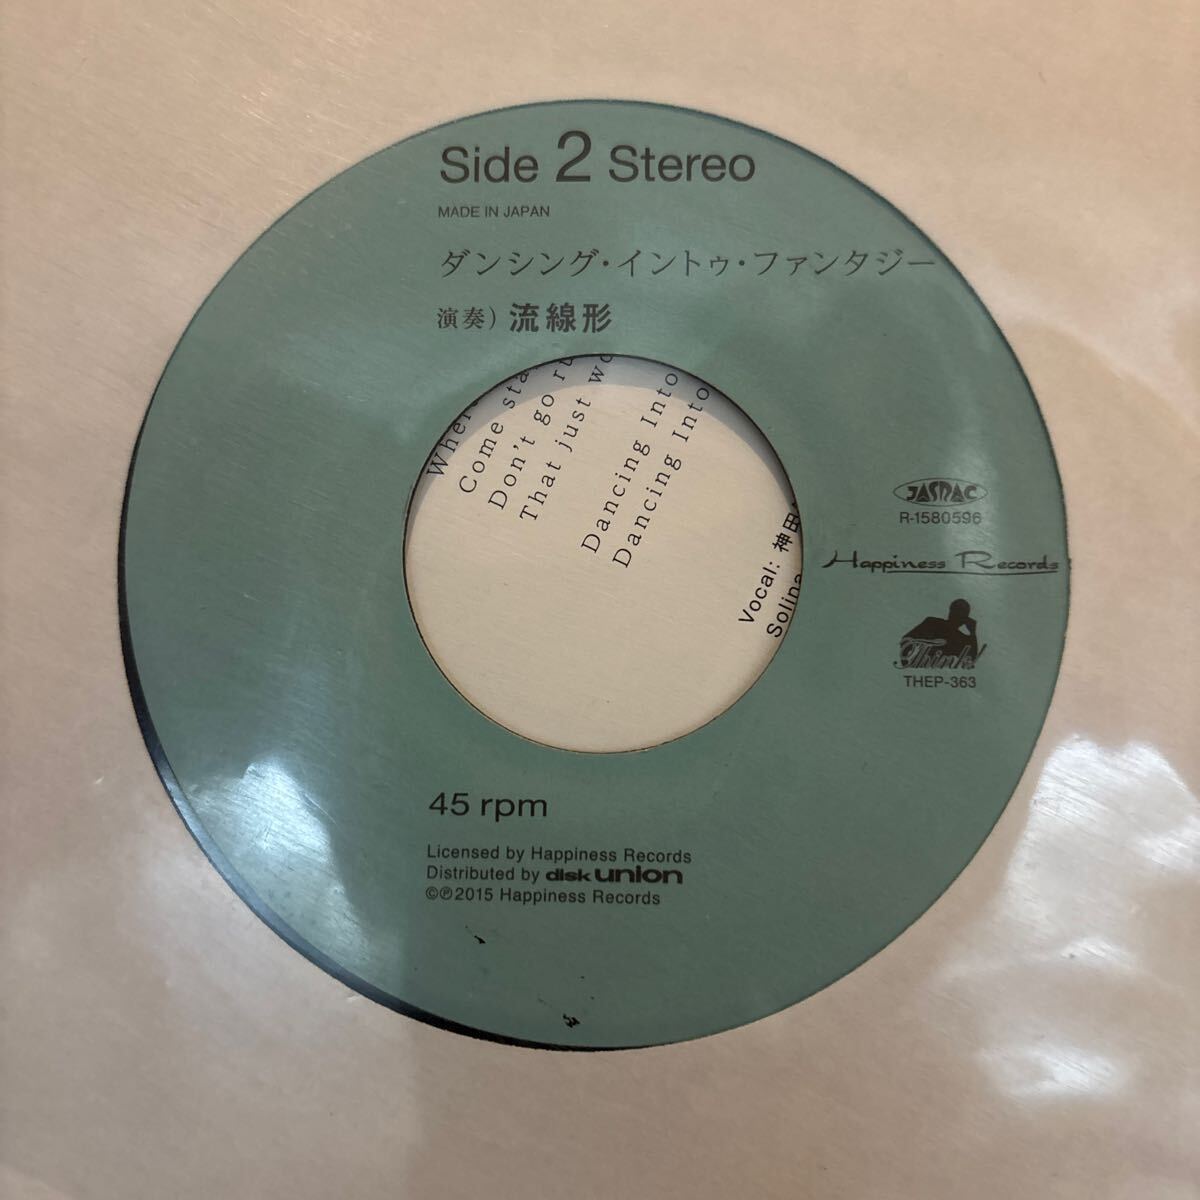 Side 2 Stereo
MADE IN JAPAN
ダンシング・イントゥ・ファンタジー
演奏) 流線形
Come
Don't go
That just
Dancing Into
Dancing Into
Vocal: 神田
JASRAC
R-1580596
Happiness Records
Think!
THEP-363
45 rpm
Licensed by Happiness Records
Distributed by disk union
©℗2015 Happiness Records